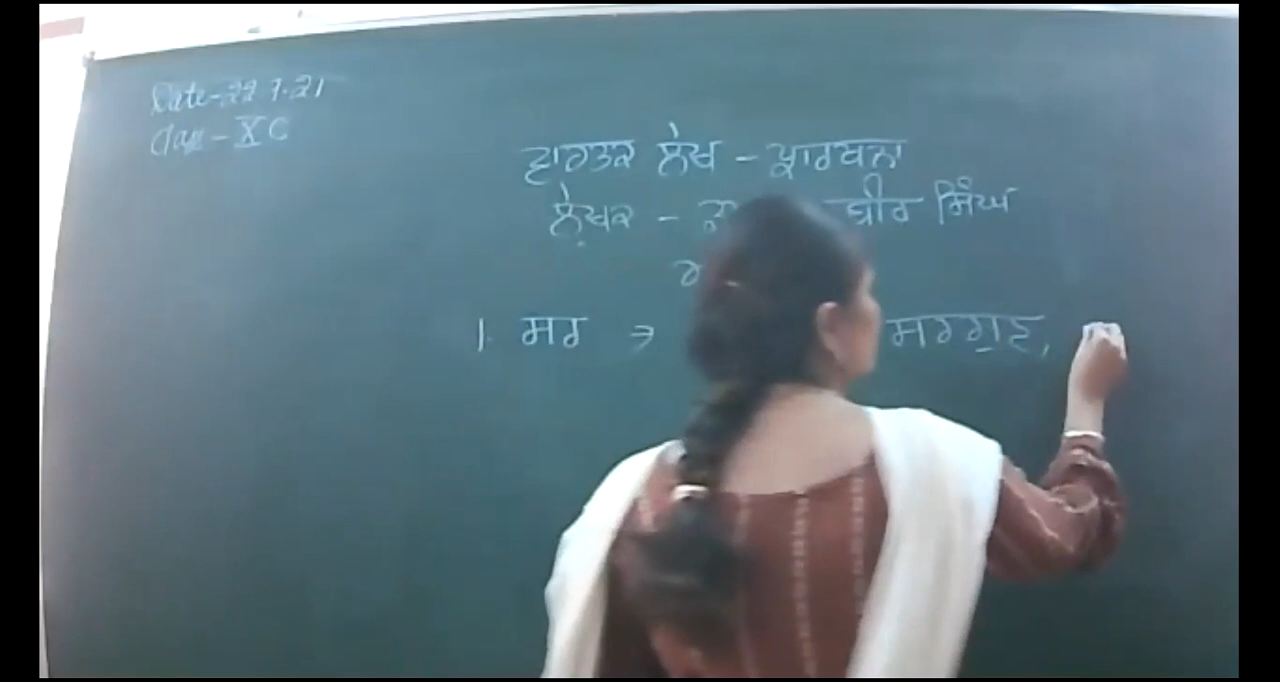 Date-22.7.21
Class - X C
ਵਾਰਤਕ ਲੇਖ - ਪ੍ਰਾਰਥਨਾ
ਲੇਖਕ - ਬੀਰ ਸਿੰਘ
1. ਸਰ → ਸਰਗੁਣ,